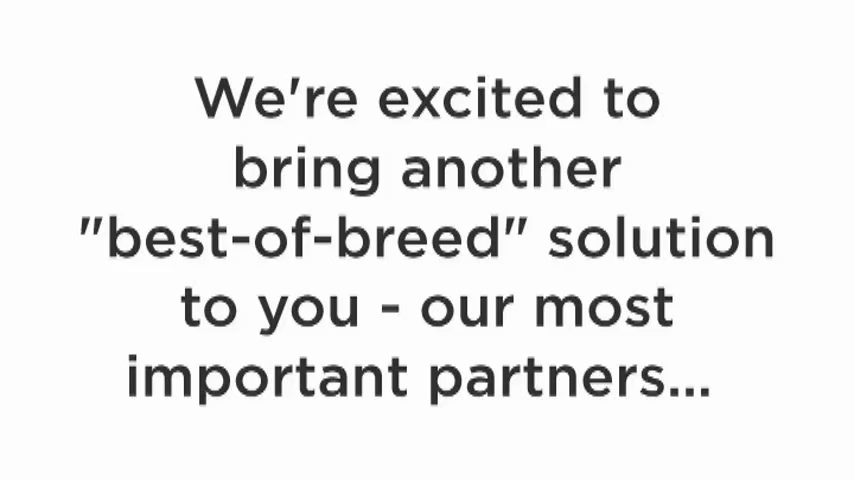 We're excited to
bring another
"best-of-breed" solution
to you - our most
important partners...